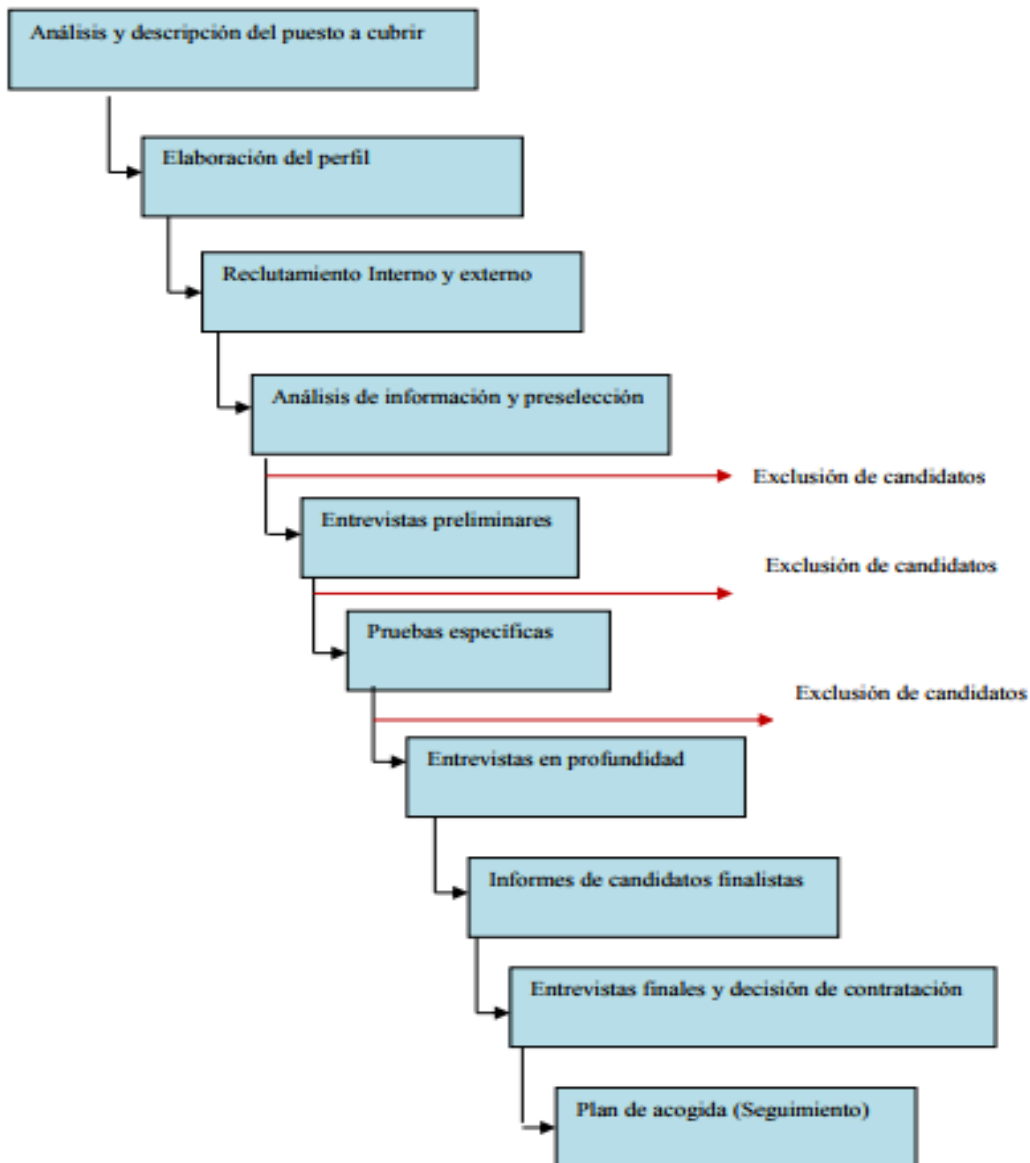 Análisis y descripción del puesto a cubrir
Elaboración del perfil
Reclutamiento Interno y externo
Análisis de información y preselección
Exclusión de candidatos
Entrevistas preliminares
Exclusión de candidatos
Pruebas específicas
Exclusión de candidatos
Entrevistas en profundidad
Informes de candidatos finalistas
Entrevistas finales y decisión de contratación
Plan de acogida (Seguimiento)